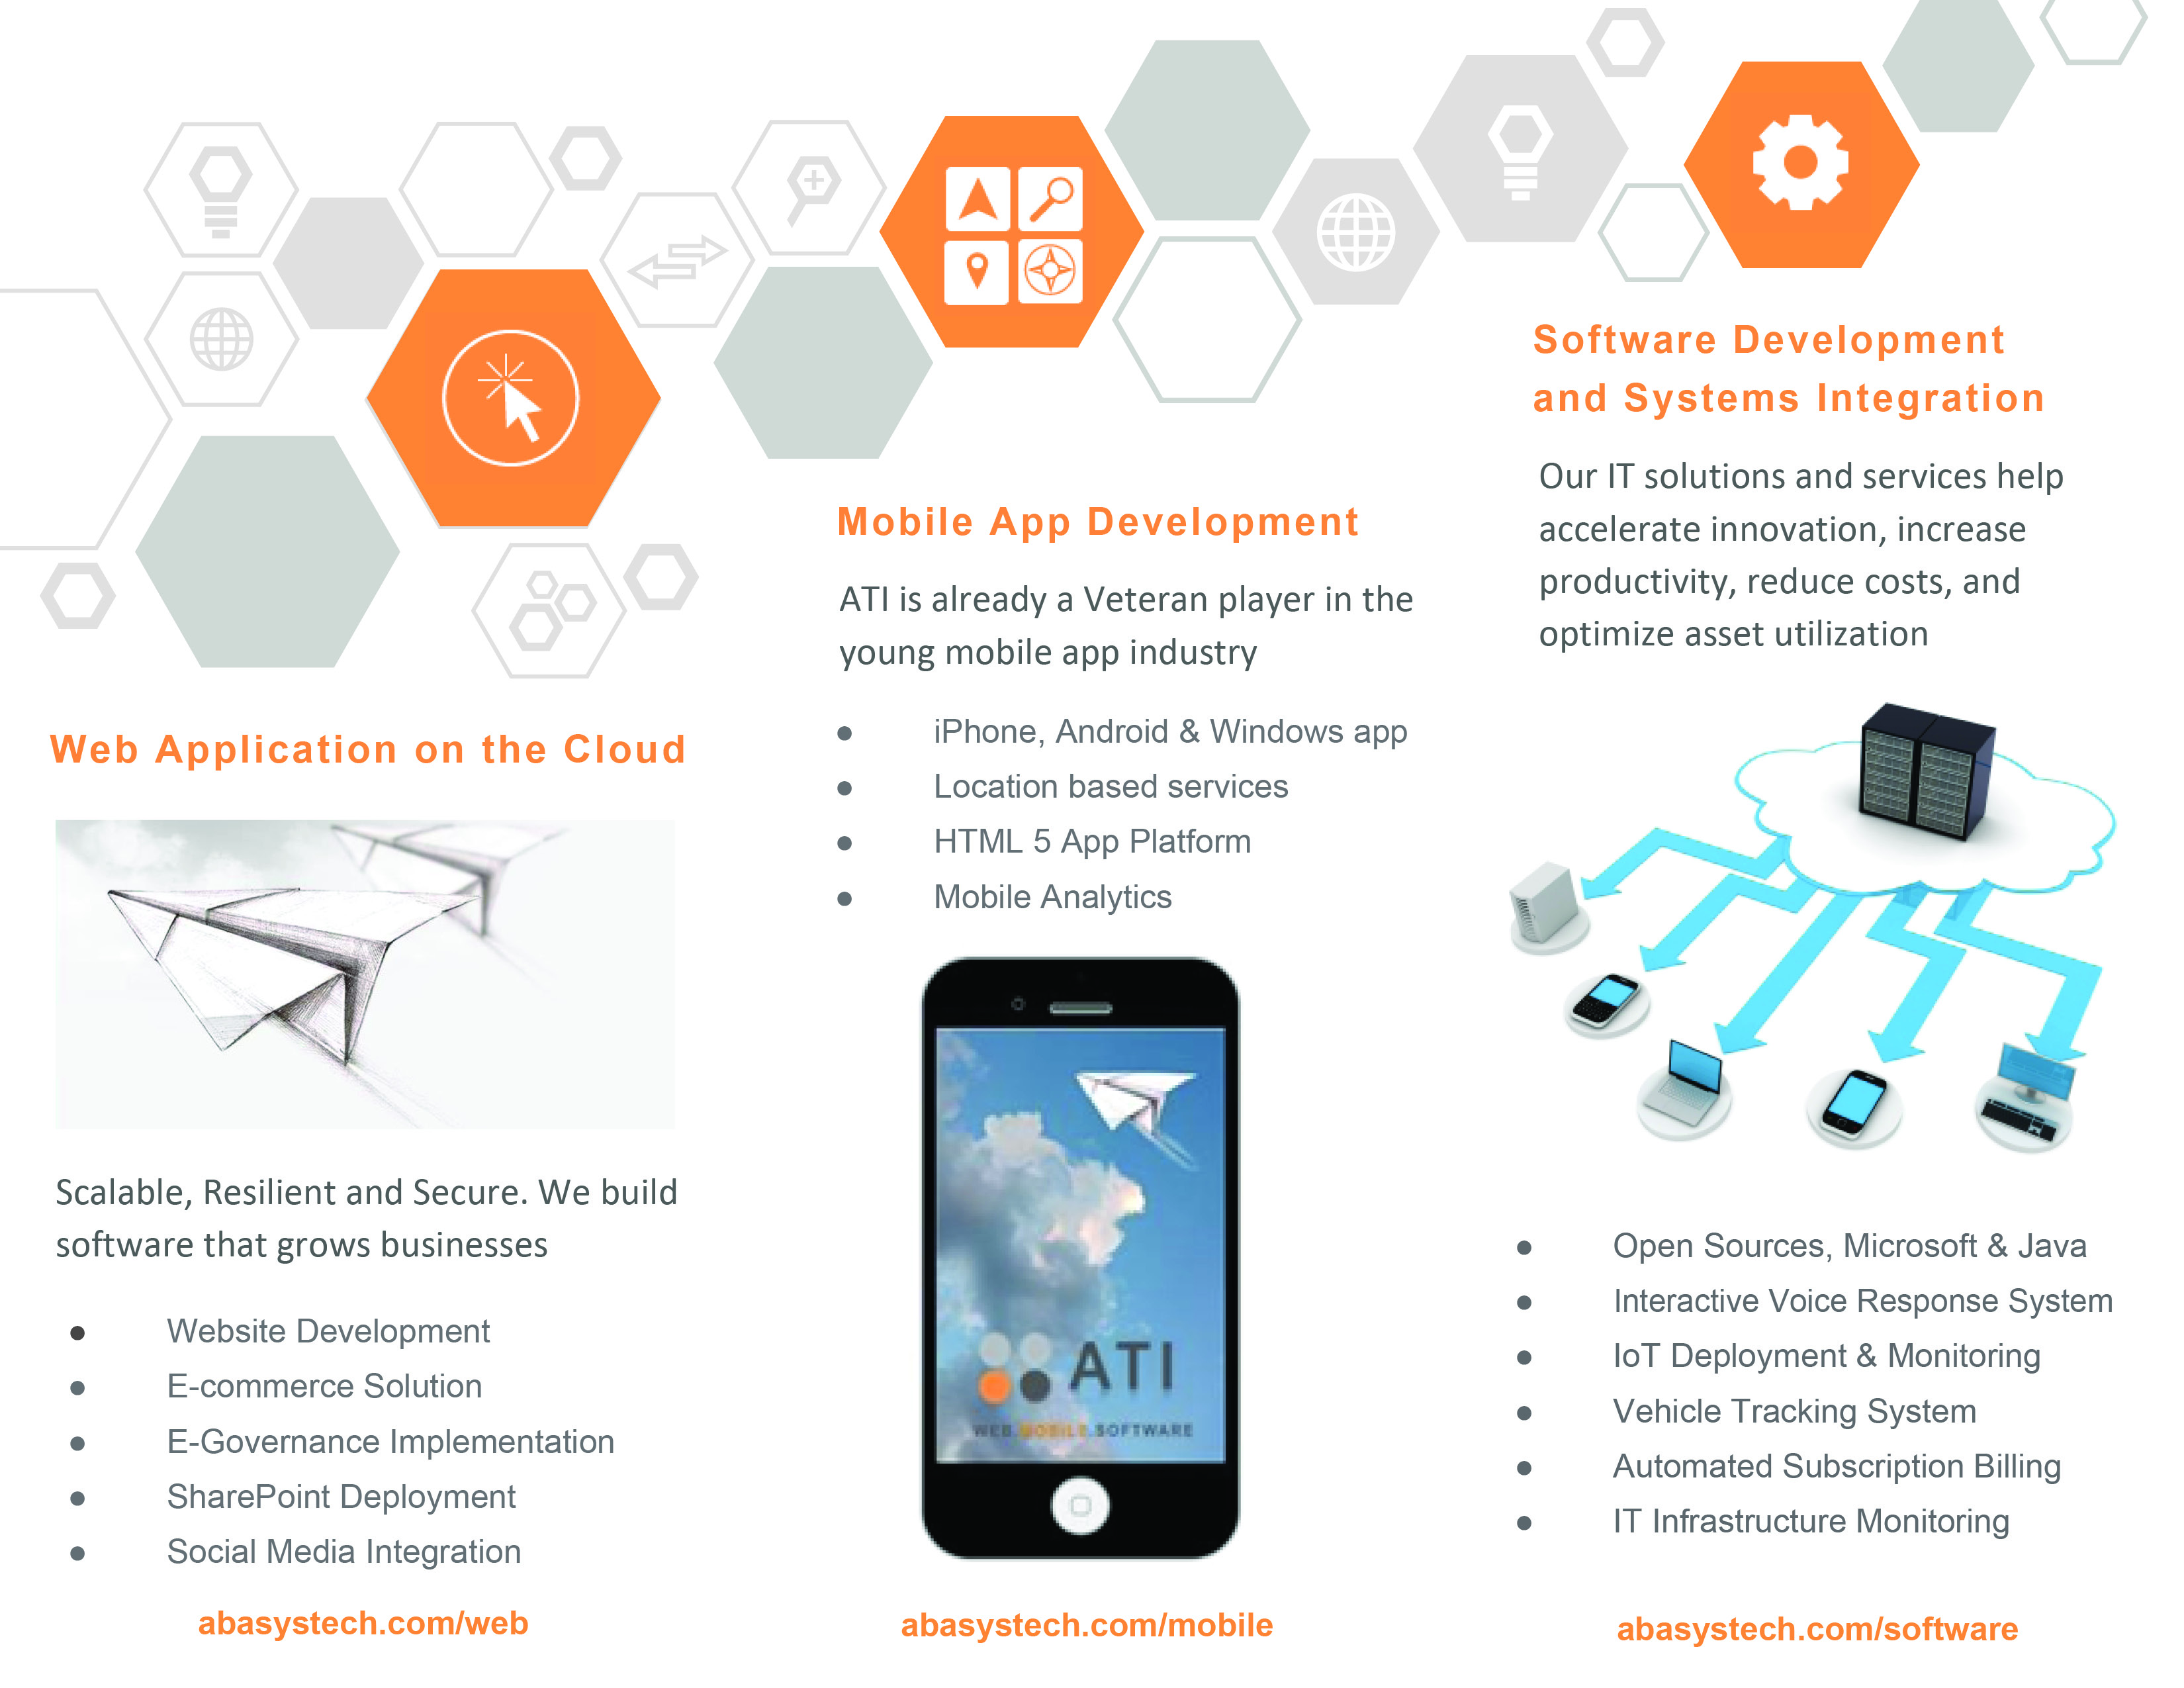 Web Application on the Cloud
Scalable, Resilient and Secure. We build
software that grows businesses
● Website Development
● E-commerce Solution
● E-Governance Implementation
● SharePoint Deployment
● Social Media Integration
abasystech.com/web
Mobile App Development
ATI is already a Veteran player in the
young mobile app industry
● iPhone, Android & Windows app
● Location based services
● HTML 5 App Platform
● Mobile Analytics
ATI
WEB.MOBILE.SOFTWARE
abasystech.com/mobile
Software Development
and Systems Integration
Our IT solutions and services help
accelerate innovation, increase
productivity, reduce costs, and
optimize asset utilization
● Open Sources, Microsoft & Java
● Interactive Voice Response System
● IoT Deployment & Monitoring
● Vehicle Tracking System
● Automated Subscription Billing
● IT Infrastructure Monitoring
abasystech.com/software